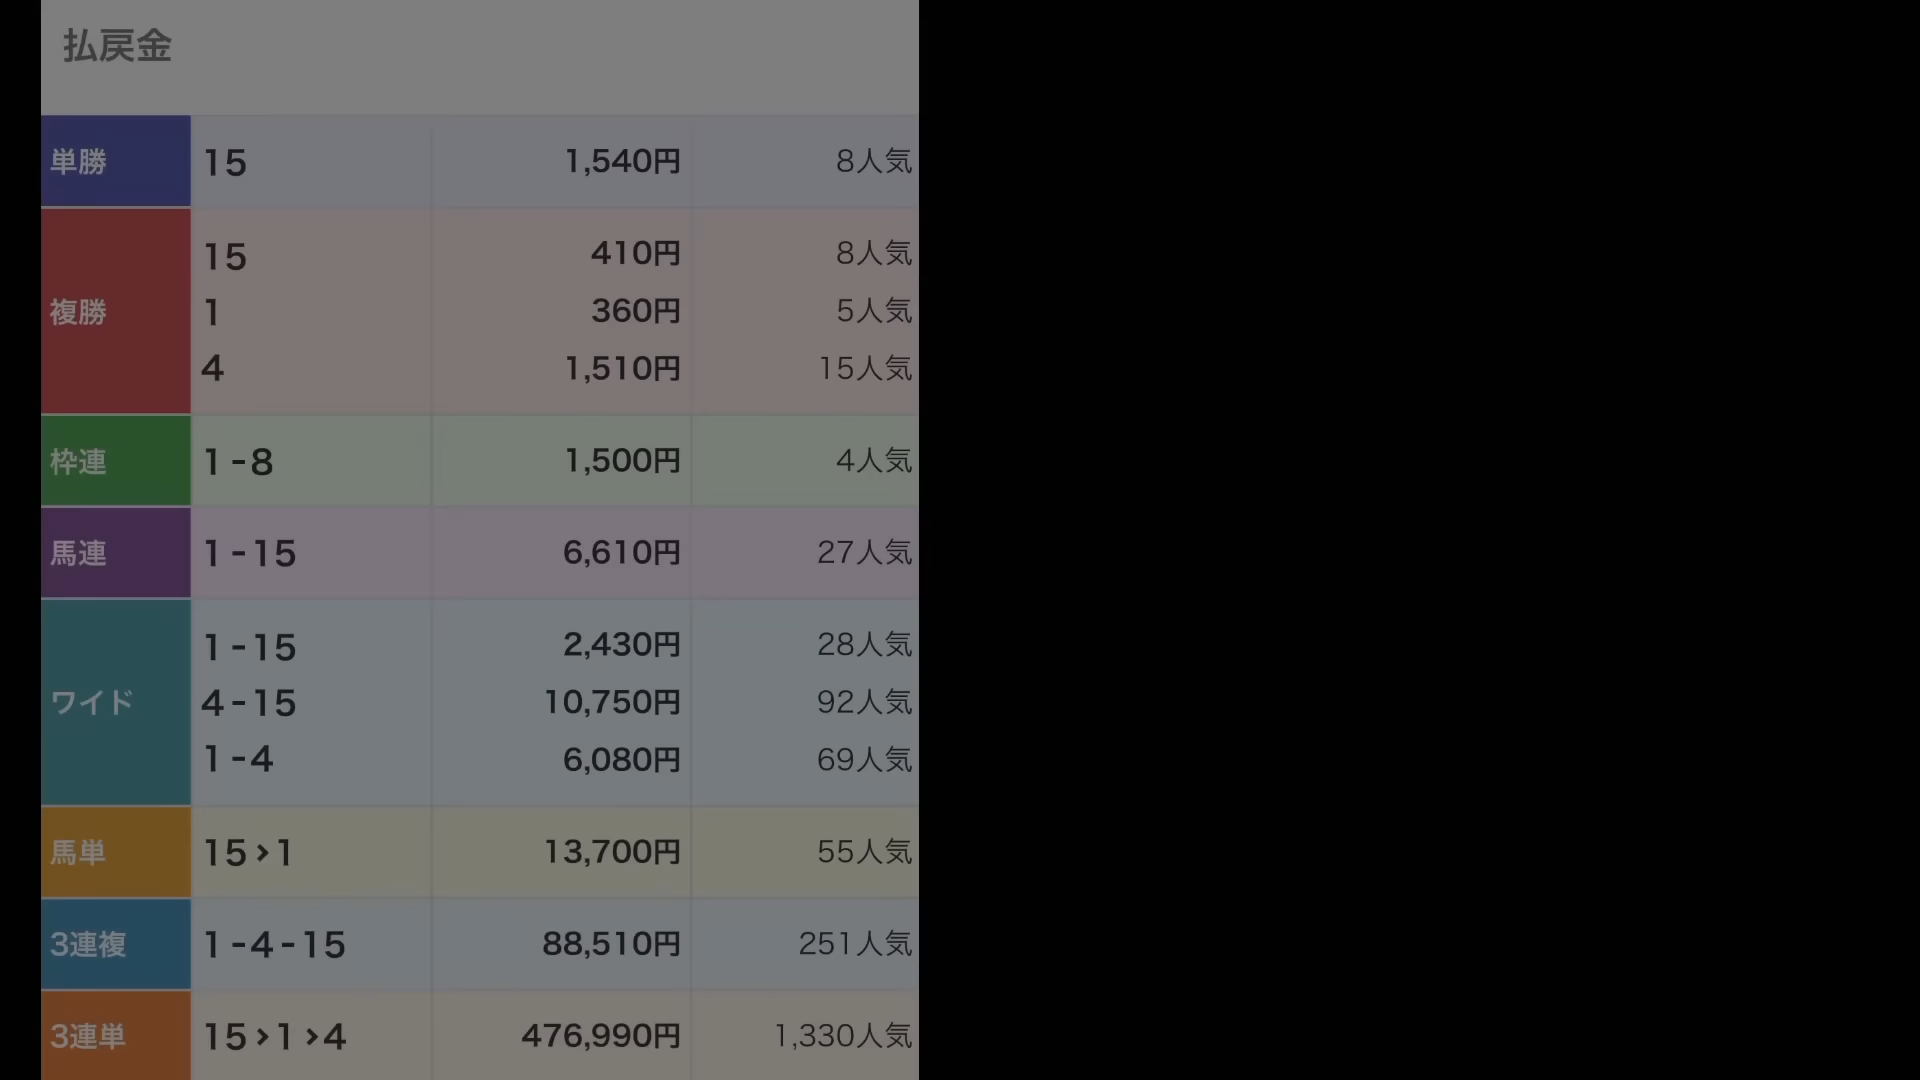 払戻金
単勝 15 1,540円 8人気
複勝 15 410円 8人気
1 360円 5人気
4 1,510円 15人気
枠連 1-8 1,500円 4人気
馬連 1-15 6,610円 27人気
ワイド 1-15 2,430円 28人気
4-15 10,750円 92人気
1-4 6,080円 69人気
馬単 15>1 13,700円 55人気
3連複 1-4-15 88,510円 251人気
3連単 15>1>4 476,990円 1,330人気